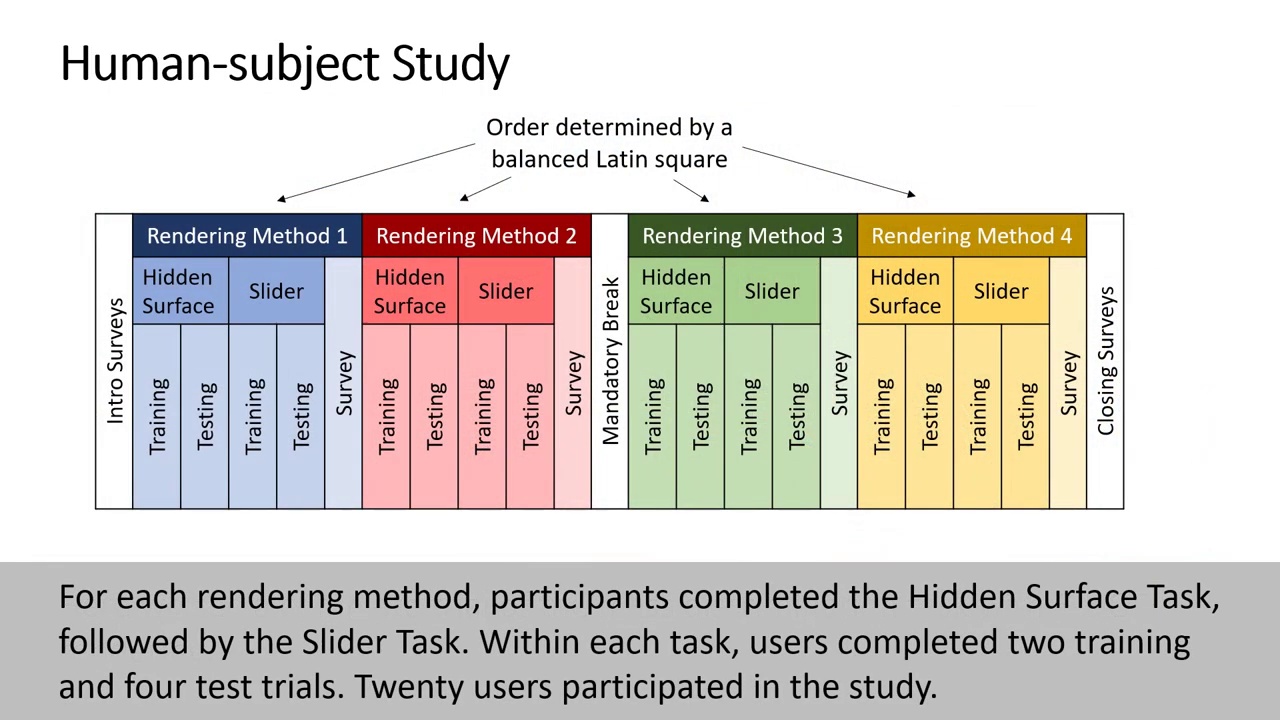 Human-subject Study
Order determined by a
balanced Latin square
Intro Surveys
Rendering Method 1
Hidden
Surface
Slider
Training
Testing
Training
Testing
Survey
Rendering Method 2
Hidden
Surface
Slider
Training
Testing
Training
Testing
Survey
Mandatory Break
Rendering Method 3
Hidden
Surface
Slider
Training
Testing
Training
Testing
Survey
Rendering Method 4
Hidden
Surface
Slider
Training
Testing
Training
Testing
Survey
Closing Surveys
For each rendering method, participants completed the Hidden Surface Task,
followed by the Slider Task. Within each task, users completed two training
and four test trials. Twenty users participated in the study.